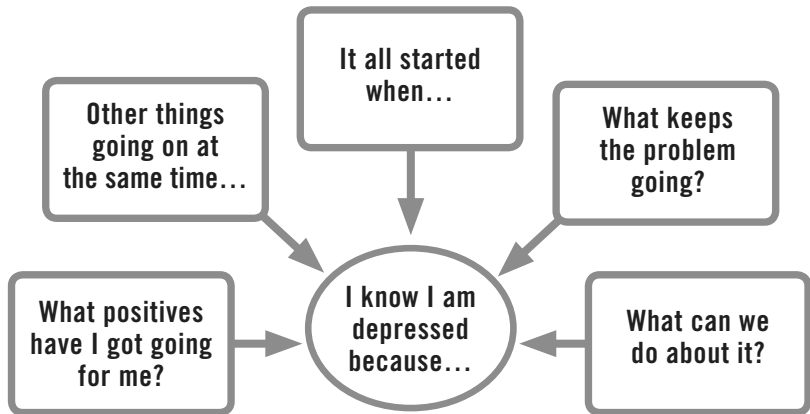 It all started
when…
Other things
going on at
the same time…
What keeps
the problem
going?
What positives
have I got going
for me?
I know I am
depressed
because…
What can we
do about it?